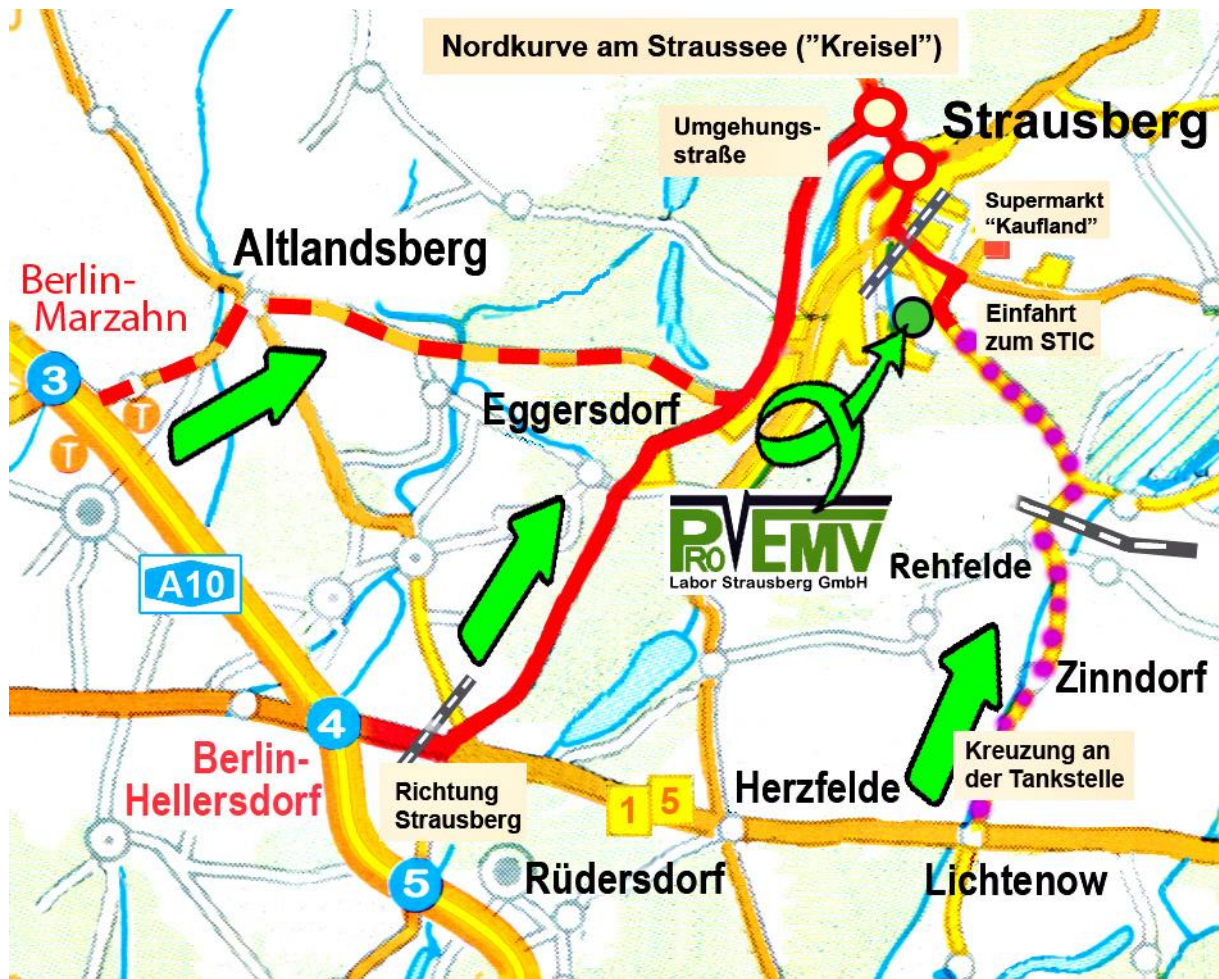 Nordkurve am Straussee ("Kreisel")
Umgehungs-
straße
Strausberg
Supermarkt
"Kaufland"
Altlandsberg
Berlin-
Marzahn
Einfahrt
zum STIC
3
T
T
Eggersdorf
PRO EMV
Labor Strausberg GmbH
A10
Rehfelde
Zinndorf
4
Berlin-
Hellersdorf
Richtung
Strausberg
1
5
Herzfelde
Kreuzung an
der Tankstelle
5
Rüdersdorf
Lichtenow